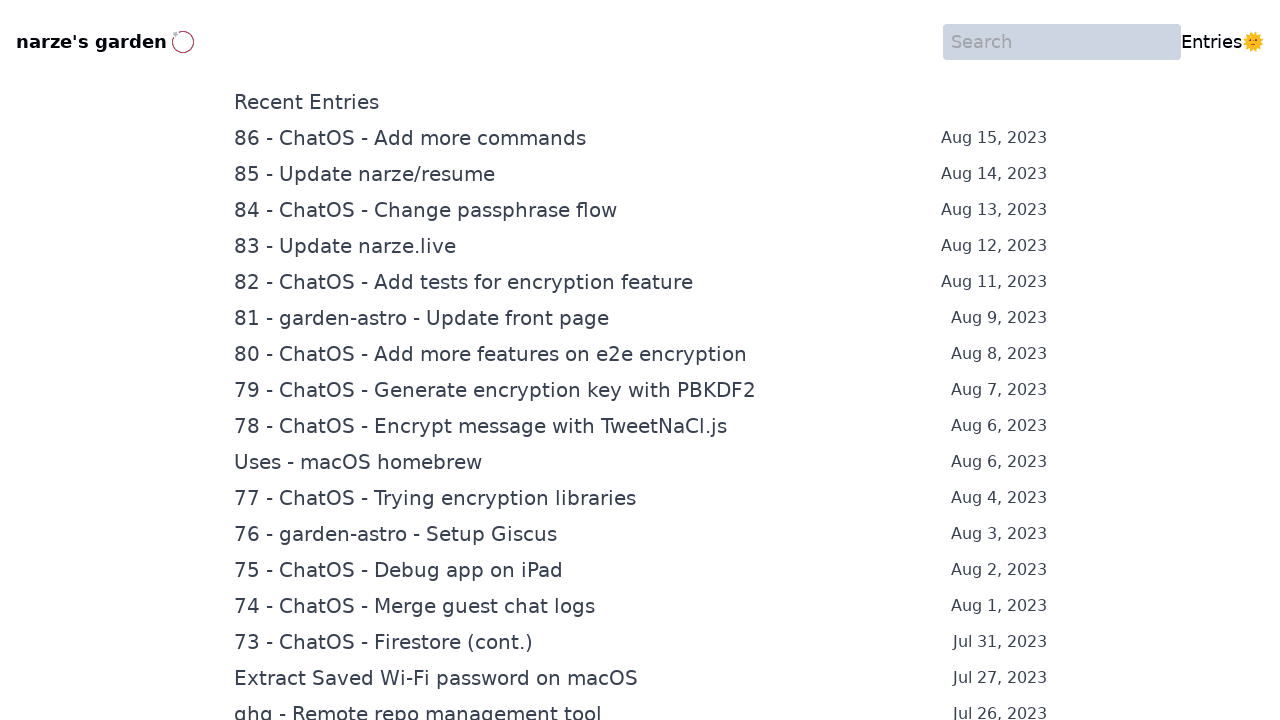 narze's garden
Search
Entries🌞
Recent Entries
86 - ChatOS - Add more commands Aug 15, 2023
85 - Update narze/resume Aug 14, 2023
84 - ChatOS - Change passphrase flow Aug 13, 2023
83 - Update narze.live Aug 12, 2023
82 - ChatOS - Add tests for encryption feature Aug 11, 2023
81 - garden-astro - Update front page Aug 9, 2023
80 - ChatOS - Add more features on e2e encryption Aug 8, 2023
79 - ChatOS - Generate encryption key with PBKDF2 Aug 7, 2023
78 - ChatOS - Encrypt message with TweetNaCl.js Aug 6, 2023
Uses - macOS homebrew Aug 6, 2023
77 - ChatOS - Trying encryption libraries Aug 4, 2023
76 - garden-astro - Setup Giscus Aug 3, 2023
75 - ChatOS - Debug app on iPad Aug 2, 2023
74 - ChatOS - Merge guest chat logs Aug 1, 2023
73 - ChatOS - Firestore (cont.) Jul 31, 2023
Extract Saved Wi-Fi password on macOS Jul 27, 2023
ghq - Remote repo management tool Jul 26, 2023